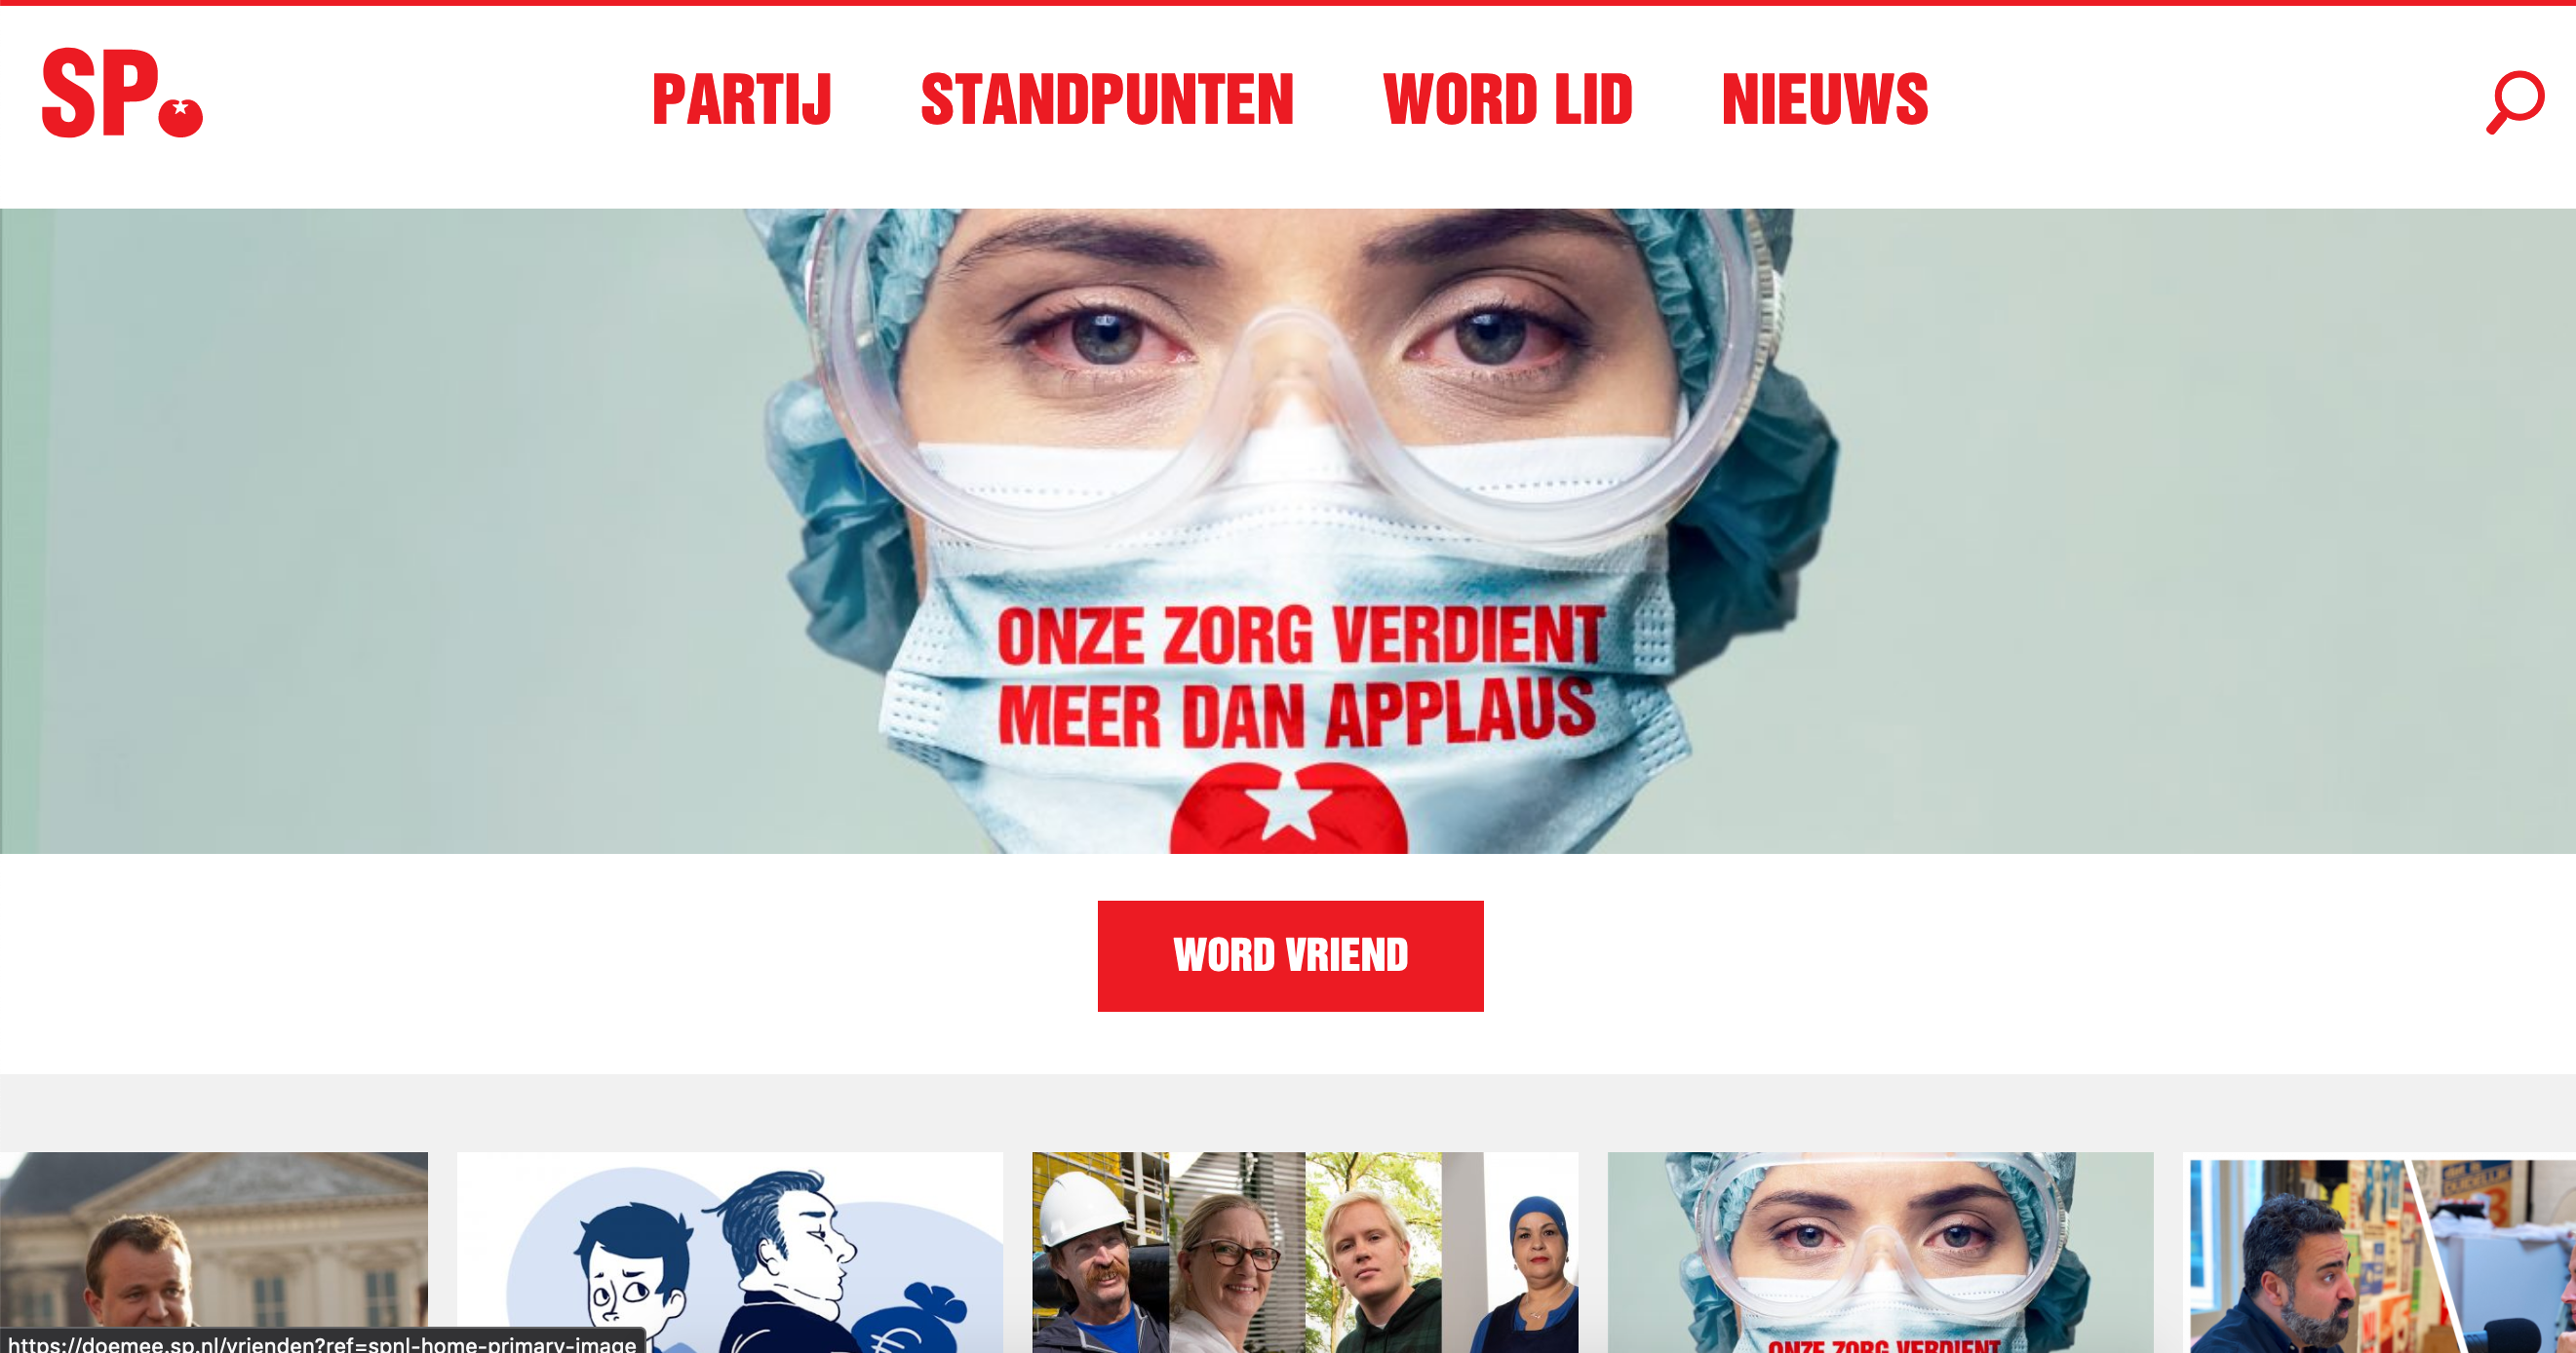 SP.
PARTIJ
STANDPUNTEN
WORD LID
NIEUWS
ONZE ZORG VERDIENT
MEER DAN APPLAUS
WORD VRIEND
ONZE ZORG VERDIENT
https://doemee.sp.nl/vrienden?ref=spnl-home-primary-image